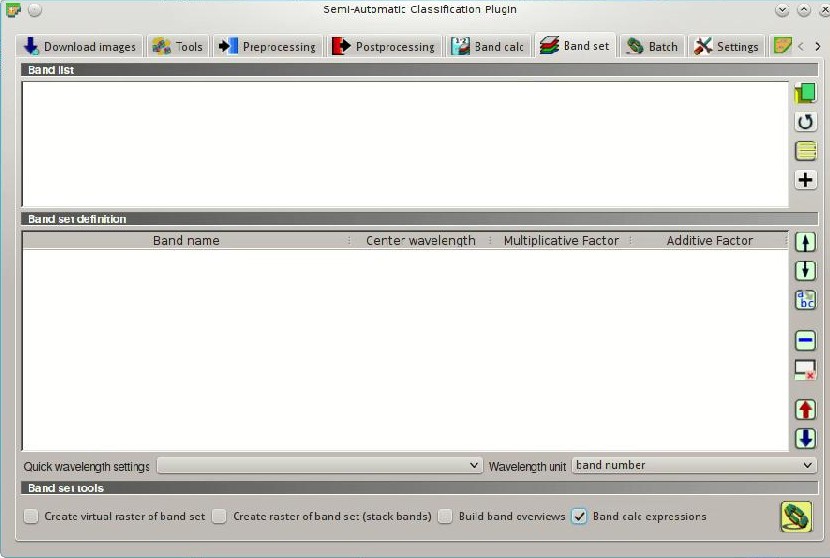 Semi-Automatic Classification Plugin
Download images Tools Preprocessing Postprocessing Band calc Band set Batch Settings
Band list
Band set definition
Band name Center wavelength Multiplicative Factor Additive Factor
a bc
Quick wavelength settings Wavelength unit band number
Band set tools
Create virtual raster of band set Create raster of band set (stack bands) Build band overviews Band calc expressions